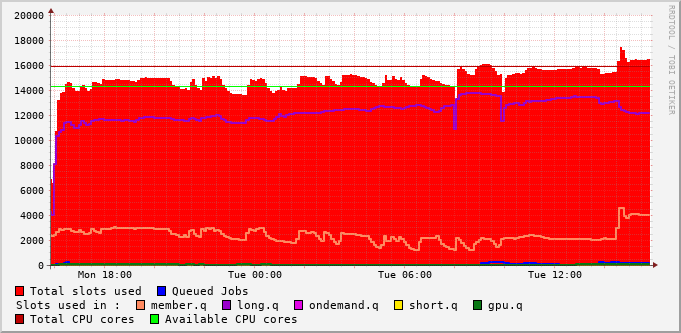 20000
18000
16000
14000
12000
10000
8000
6000
4000
2000
0
Mon 18:00 Tue 00:00 Tue 06:00 Tue 12:00
RRDTOOL / TOBI OETIKER
Total slots used Queued Jobs
Slots used in : member.q long.q ondemand.q short.q gpu.q
Total CPU cores Available CPU cores